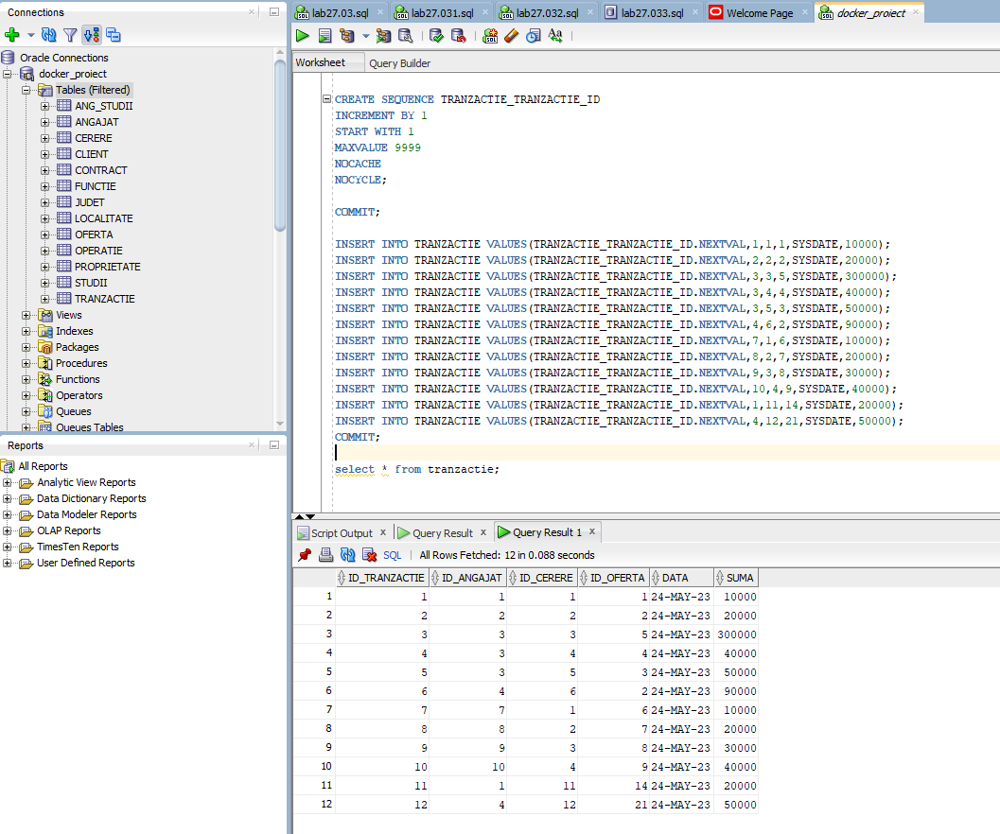 Connections
Oracle Connections
docker_proiect
Tables (Filtered)
ANG_STUDII
ANGAJAT
CERERE
CLIENT
CONTRACT
FUNCTIE
JUDET
LOCALITATE
OFERTA
OPERATIE
PROPRIETATE
STUDII
TRANZACTIE
Views
Indexes
Packages
Procedures
Functions
Operators
Queues
Queues Tables
Reports
All Reports
Analytic View Reports
Data Dictionary Reports
Data Modeler Reports
OLAP Reports
TimesTen Reports
User Defined Reports
lab27.03.sql lab27.031.sql lab27.032.sql lab27.033.sql Welcome Page docker_proiect
Worksheet Query Builder
CREATE SEQUENCE TRANZACTIE_TRANZACTIE_ID
INCREMENT BY 1
START WITH 1
MAXVALUE 9999
NOCACHE
NOCYCLE;
COMMIT;
INSERT INTO TRANZACTIE VALUES(TRANZACTIE_TRANZACTIE_ID.NEXTVAL,1,1,1,SYSDATE,10000);
INSERT INTO TRANZACTIE VALUES(TRANZACTIE_TRANZACTIE_ID.NEXTVAL,2,2,2,SYSDATE,20000);
INSERT INTO TRANZACTIE VALUES(TRANZACTIE_TRANZACTIE_ID.NEXTVAL,3,3,5,SYSDATE,300000);
INSERT INTO TRANZACTIE VALUES(TRANZACTIE_TRANZACTIE_ID.NEXTVAL,3,4,4,SYSDATE,40000);
INSERT INTO TRANZACTIE VALUES(TRANZACTIE_TRANZACTIE_ID.NEXTVAL,3,5,3,SYSDATE,50000);
INSERT INTO TRANZACTIE VALUES(TRANZACTIE_TRANZACTIE_ID.NEXTVAL,4,6,2,SYSDATE,90000);
INSERT INTO TRANZACTIE VALUES(TRANZACTIE_TRANZACTIE_ID.NEXTVAL,7,1,6,SYSDATE,10000);
INSERT INTO TRANZACTIE VALUES(TRANZACTIE_TRANZACTIE_ID.NEXTVAL,8,2,7,SYSDATE,20000);
INSERT INTO TRANZACTIE VALUES(TRANZACTIE_TRANZACTIE_ID.NEXTVAL,9,3,8,SYSDATE,30000);
INSERT INTO TRANZACTIE VALUES(TRANZACTIE_TRANZACTIE_ID.NEXTVAL,10,4,9,SYSDATE,40000);
INSERT INTO TRANZACTIE VALUES(TRANZACTIE_TRANZACTIE_ID.NEXTVAL,1,11,14,SYSDATE,20000);
INSERT INTO TRANZACTIE VALUES(TRANZACTIE_TRANZACTIE_ID.NEXTVAL,4,12,21,SYSDATE,50000);
COMMIT;
select * from tranzactie;
Script Output Query Result Query Result 1
SQL All Rows Fetched: 12 in 0.088 seconds
ID_TRANZACTIE ID_ANGAJAT ID_CERERE ID_OFERTA DATA SUMA
1 1 1 1 1 24-MAY-23 10000
2 2 2 2 2 24-MAY-23 20000
3 3 3 3 5 24-MAY-23 300000
4 4 3 4 4 24-MAY-23 40000
5 5 3 5 3 24-MAY-23 50000
6 6 4 6 2 24-MAY-23 90000
7 7 7 1 6 24-MAY-23 10000
8 8 8 2 7 24-MAY-23 20000
9 9 9 3 8 24-MAY-23 30000
10 10 10 4 9 24-MAY-23 40000
11 11 1 11 14 24-MAY-23 20000
12 12 4 12 21 24-MAY-23 50000